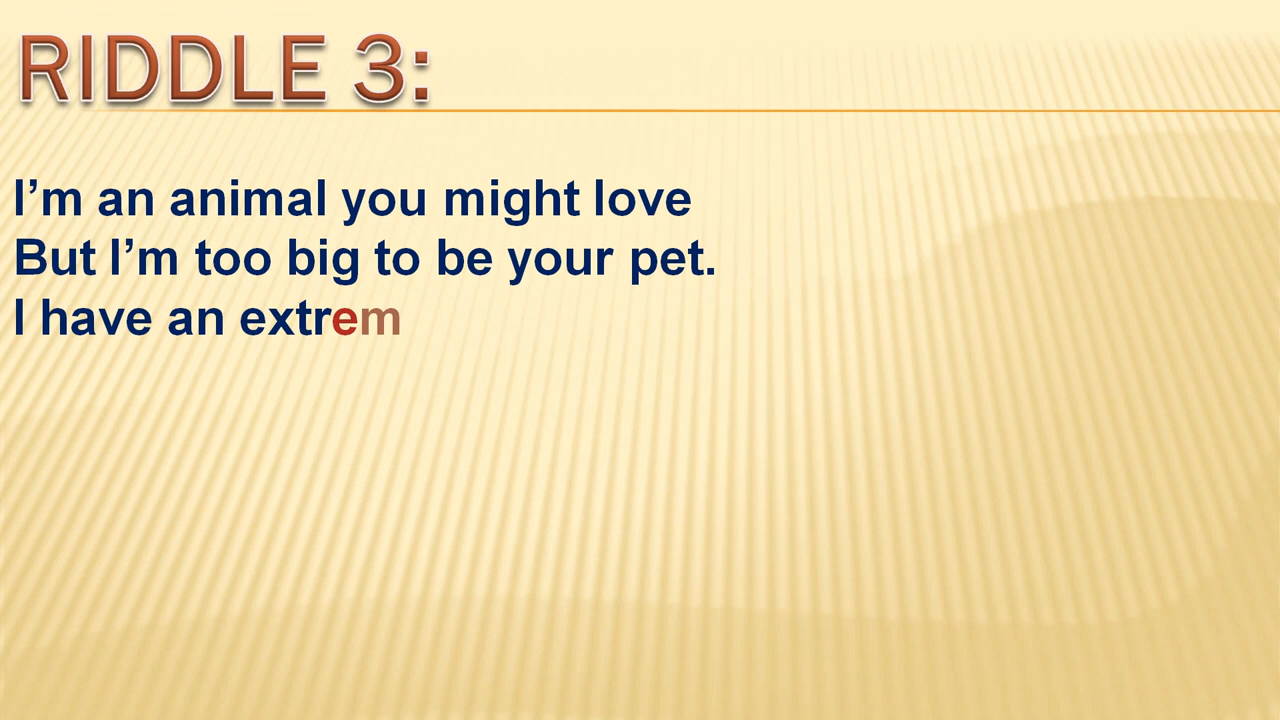 RIDDLE 3:
I’m an animal you might love
But I’m too big to be your pet.
I have an extrem